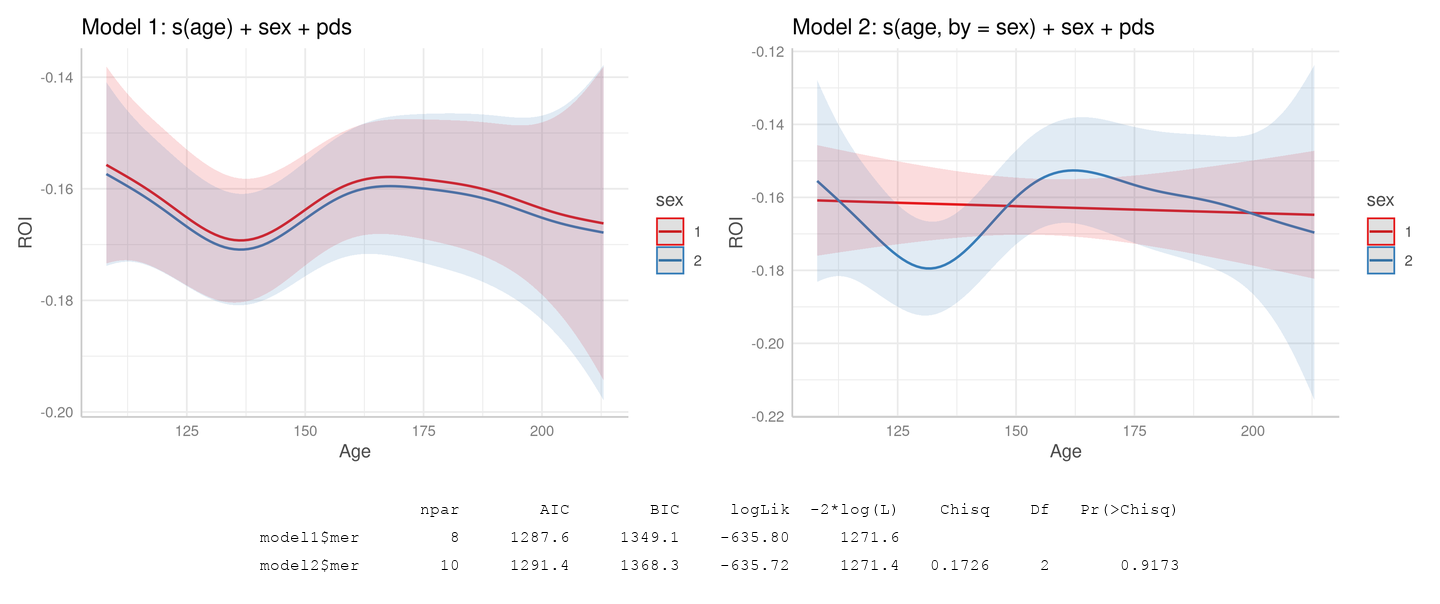 Model 1: s(age) + sex + pds
-0.14
-0.16
-0.18
-0.20
ROI
125 150 175 200
Age
sex
1
2
Model 2: s(age, by = sex) + sex + pds
-0.12
-0.14
-0.16
-0.18
-0.20
-0.22
ROI
125 150 175 200
Age
sex
1
2
npar AIC BIC logLik -2*log(L) Chisq Df Pr(>Chisq)
model1$mer 8 1287.6 1349.1 -635.80 1271.6
model2$mer 10 1291.4 1368.3 -635.72 1271.4 0.1726 2 0.9173